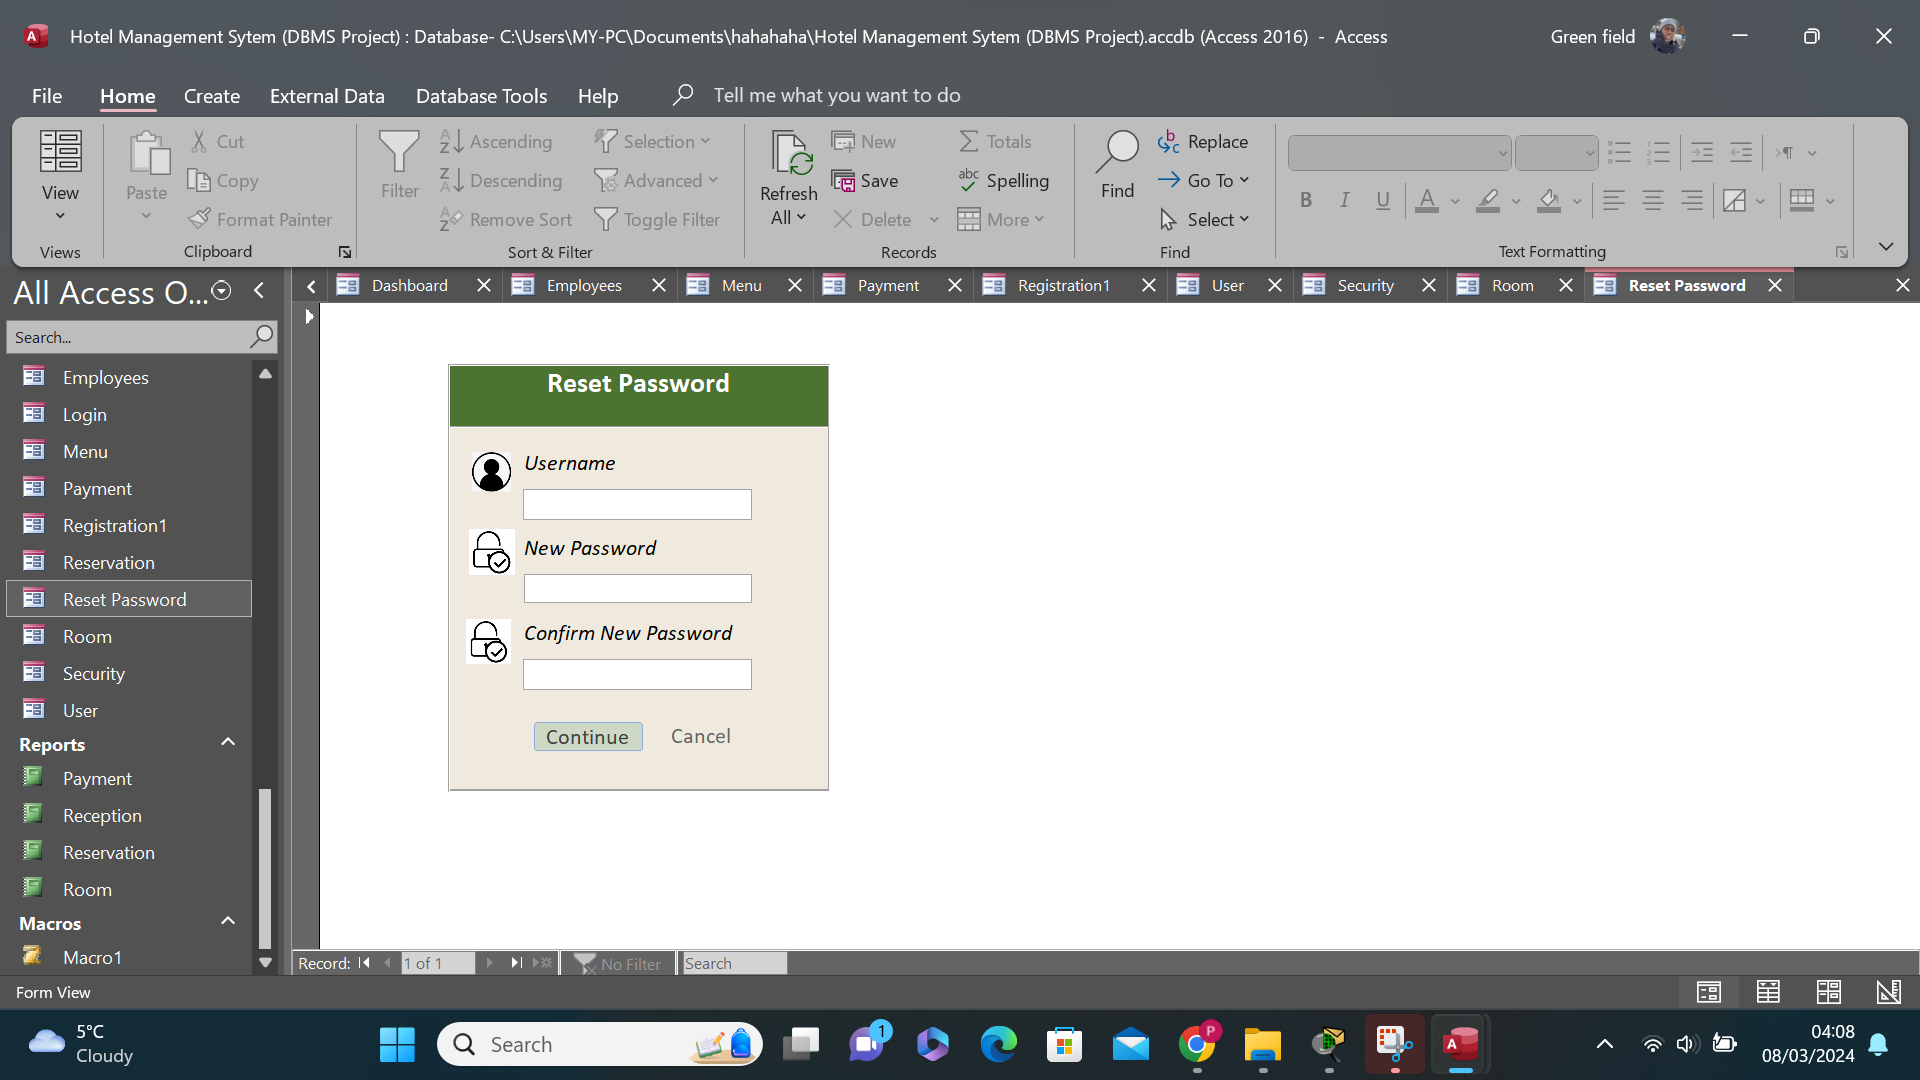 Hotel Management Sytem (DBMS Project) : Database- C:\Users\MY-PC\Documents\hahahaha\Hotel Management Sytem (DBMS Project).accdb (Access 2016)  -  Access
Green field
File Home Create External Data Database Tools Help Tell me what you want to do
View
Views
Paste
Cut
Copy
Format Painter
Clipboard
Filter
Ascending
Descending
Remove Sort
Selection
Advanced
Toggle Filter
Sort & Filter
Refresh
All
New
Save
Delete
Totals
Spelling
More
Records
Find
Replace
Go To
Select
Find
B I U
Text Formatting
All Access O...
Search...
Employees
Login
Menu
Payment
Registration1
Reservation
Reset Password
Room
Security
User
Reports
Payment
Reception
Reservation
Room
Macros
Macro1
Dashboard Employees Menu Payment Registration1 User Security Room Reset Password
Reset Password
Username
New Password
Confirm New Password
Continue Cancel
Record: 1 of 1 No Filter Search
Form View
5°C
Cloudy
Search
1
P
04:08
08/03/2024